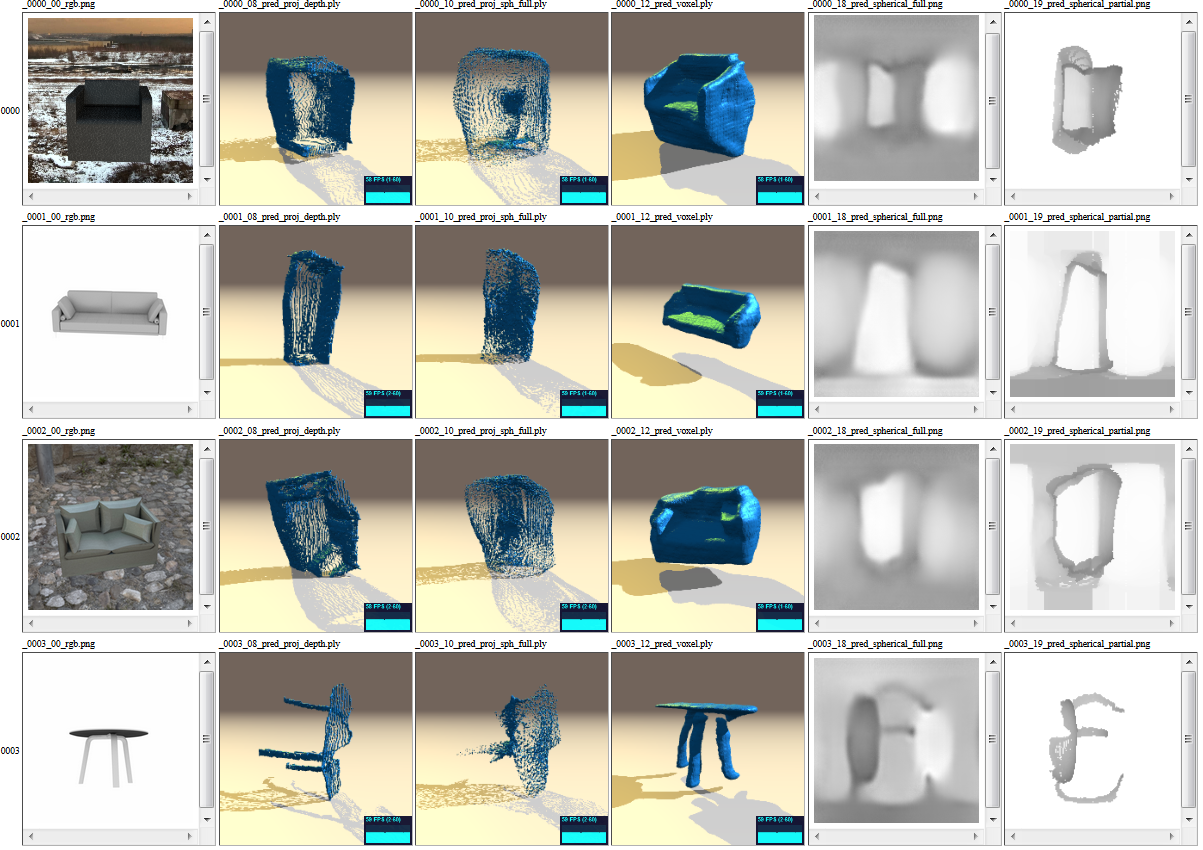 _0000_00_rgb.png _0000_08_pred_proj_depth.ply _0000_10_pred_proj_sph_full.ply _0000_12_pred_voxel.ply _0000_18_pred_spherical_full.png _0000_19_pred_spherical_partial.png
0000
58 FPS (1-60) 58 FPS (1-60) 58 FPS (1-60)
_0001_00_rgb.png _0001_08_pred_proj_depth.ply _0001_10_pred_proj_sph_full.ply _0001_12_pred_voxel.ply _0001_18_pred_spherical_full.png _0001_19_pred_spherical_partial.png
0001
59 FPS (2-60) 59 FPS (2-60) 59 FPS (2-60)
_0002_00_rgb.png _0002_08_pred_proj_depth.ply _0002_10_pred_proj_sph_full.ply _0002_12_pred_voxel.ply _0002_18_pred_spherical_full.png _0002_19_pred_spherical_partial.png
0002
58 FPS (2-60) 58 FPS (2-60) 58 FPS (2-60)
_0003_00_rgb.png _0003_08_pred_proj_depth.ply _0003_10_pred_proj_sph_full.ply _0003_12_pred_voxel.ply _0003_18_pred_spherical_full.png _0003_19_pred_spherical_partial.png
0003
59 FPS (2-60) 59 FPS (2-60) 59 FPS (2-60)